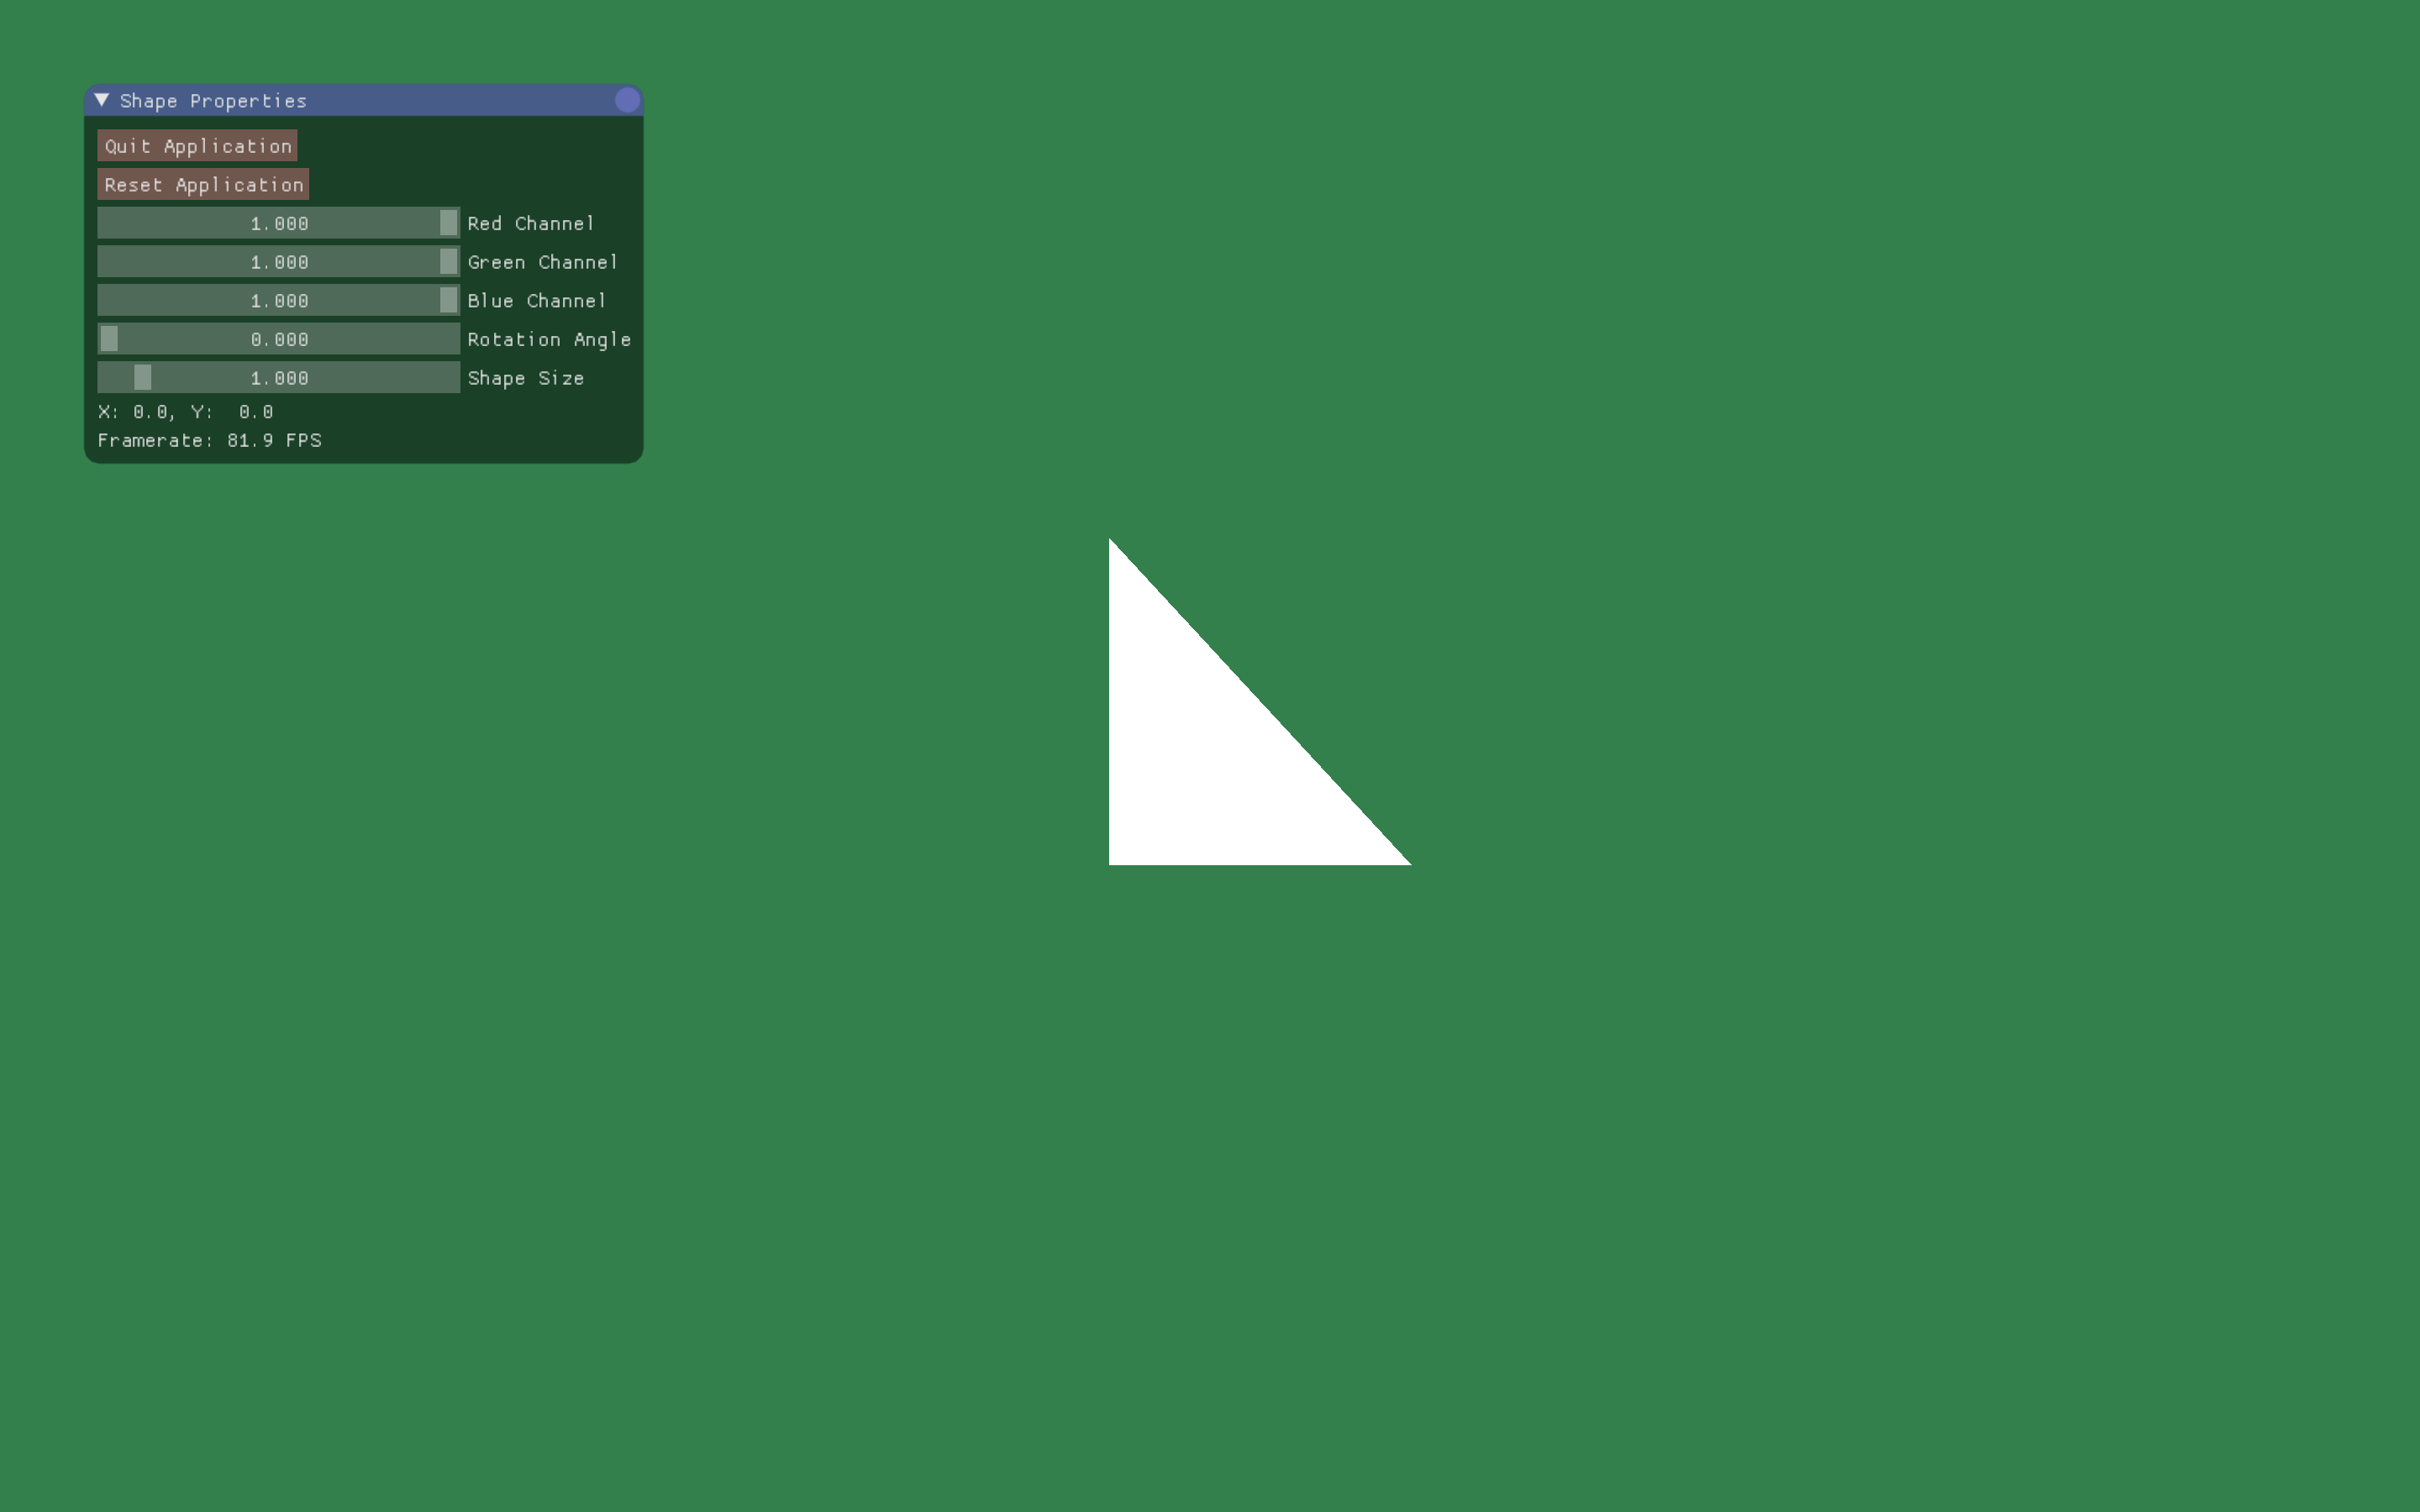 Shape Properties
Quit Application
Reset Application
1.000 Red Channel
1.000 Green Channel
1.000 Blue Channel
0.000 Rotation Angle
1.000 Shape Size
X: 0.0, Y:  0.0
Framerate: 81.9 FPS